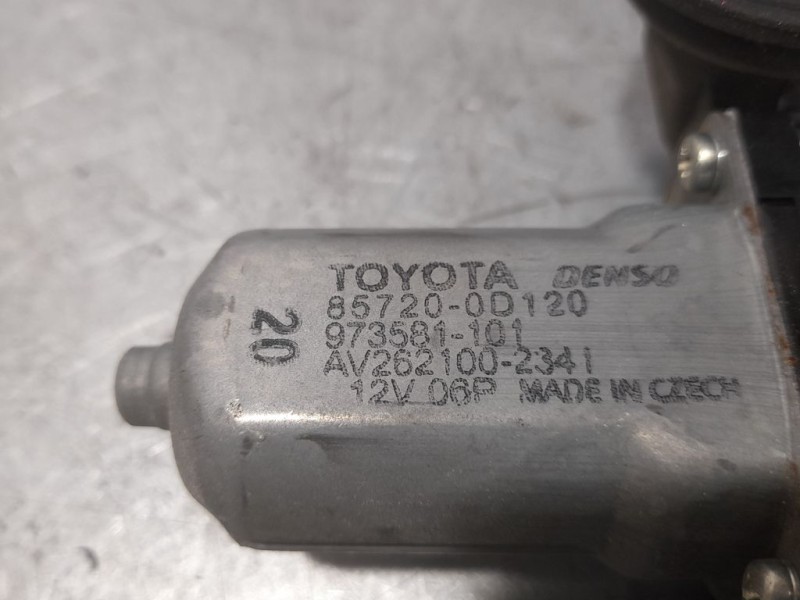 TOYOTA DENSO
85720-0D120
973581-101
AV262100-2341
12V 06P MADE IN CZECH
20